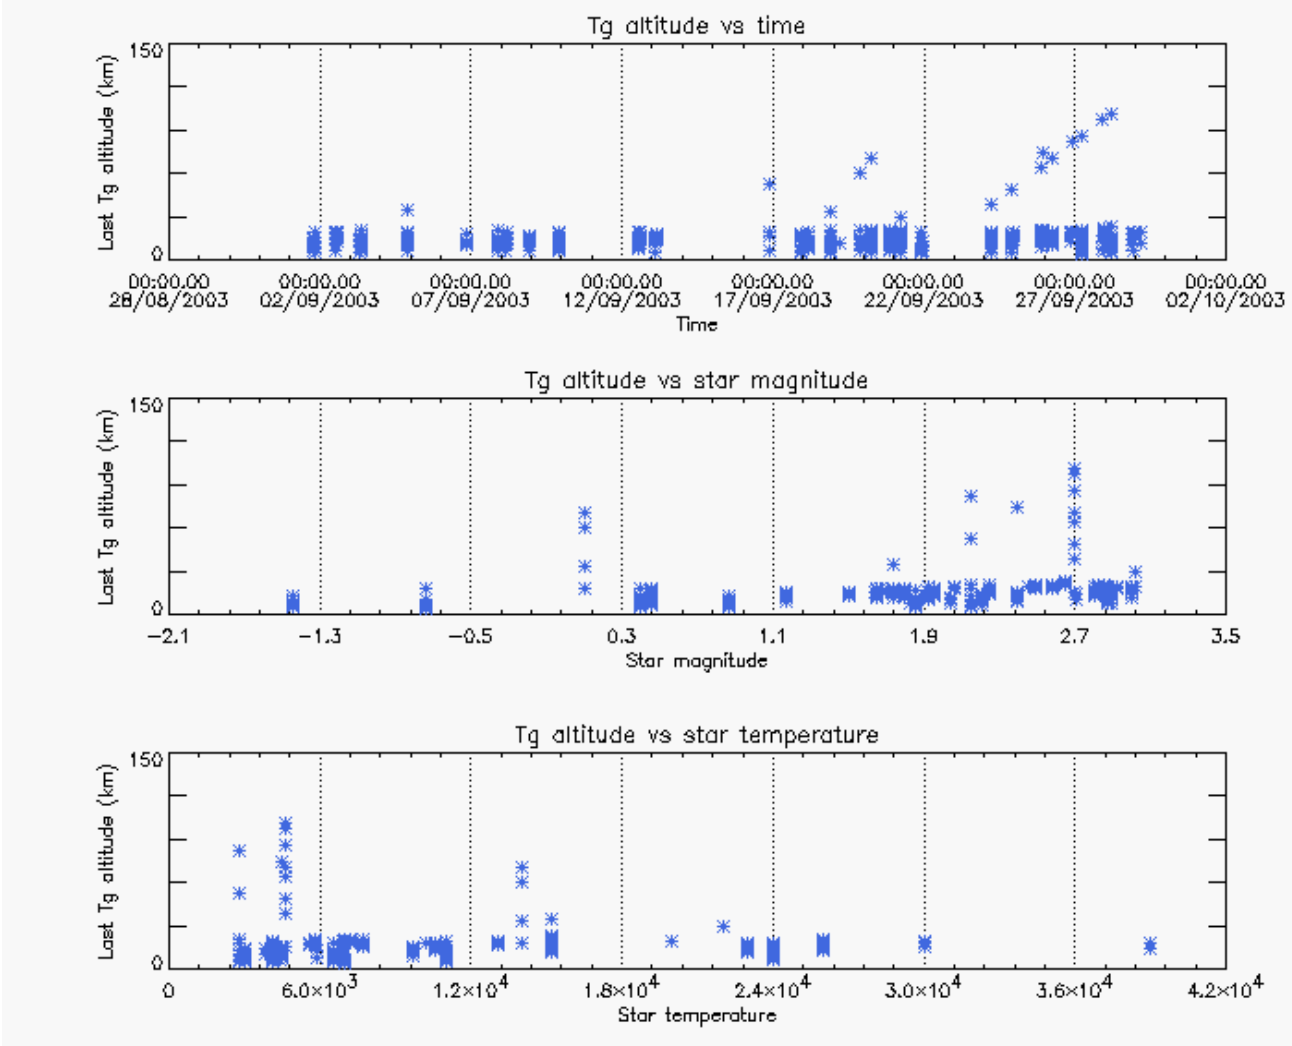 Tg altitude vs time
150
Last Tg altitude (km)
0
00:00.00 00:00.00 00:00.00 00:00.00 00:00.00 00:00.00 00:00.00 00:00.00
28/08/2003 02/09/2003 07/09/2003 12/09/2003 17/09/2003 22/09/2003 27/09/2003 02/10/2003
Time
Tg altitude vs star magnitude
150
Last Tg altitude (km)
0
−2.1 −1.3 −0.5 0.3 1.1 1.9 2.7 3.5
Star magnitude
Tg altitude vs star temperature
150
Last Tg altitude (km)
0
0 6.0×10³ 1.2×10⁴ 1.8×10⁴ 2.4×10⁴ 3.0×10⁴ 3.6×10⁴ 4.2×10⁴
Star temperature